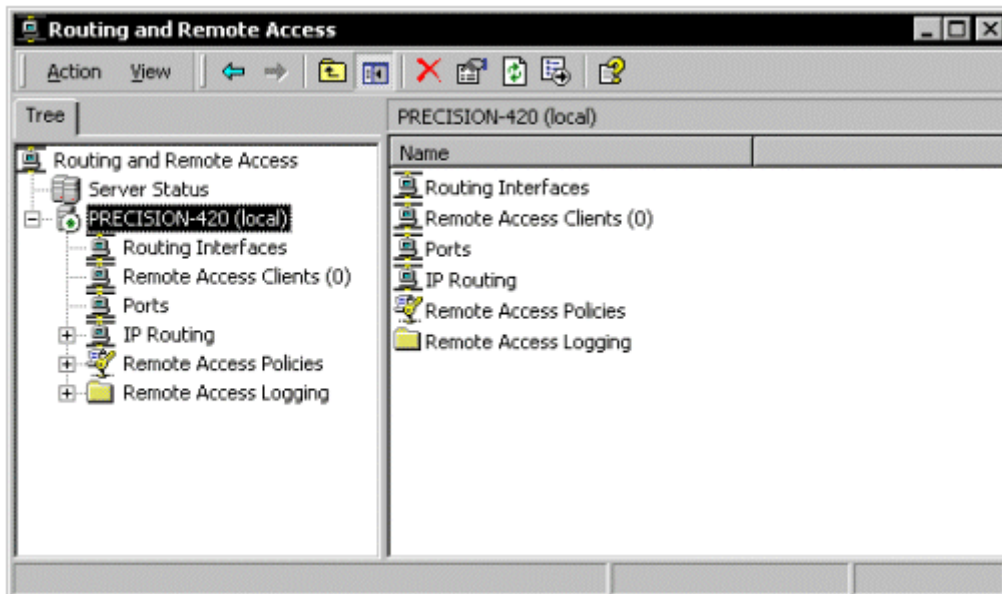 Routing and Remote Access
Action View
Tree
PRECISION-420 (local)
Routing and Remote Access
Server Status
PRECISION-420 (local)
Routing Interfaces
Remote Access Clients (0)
Ports
IP Routing
Remote Access Policies
Remote Access Logging
Name
Routing Interfaces
Remote Access Clients (0)
Ports
IP Routing
Remote Access Policies
Remote Access Logging